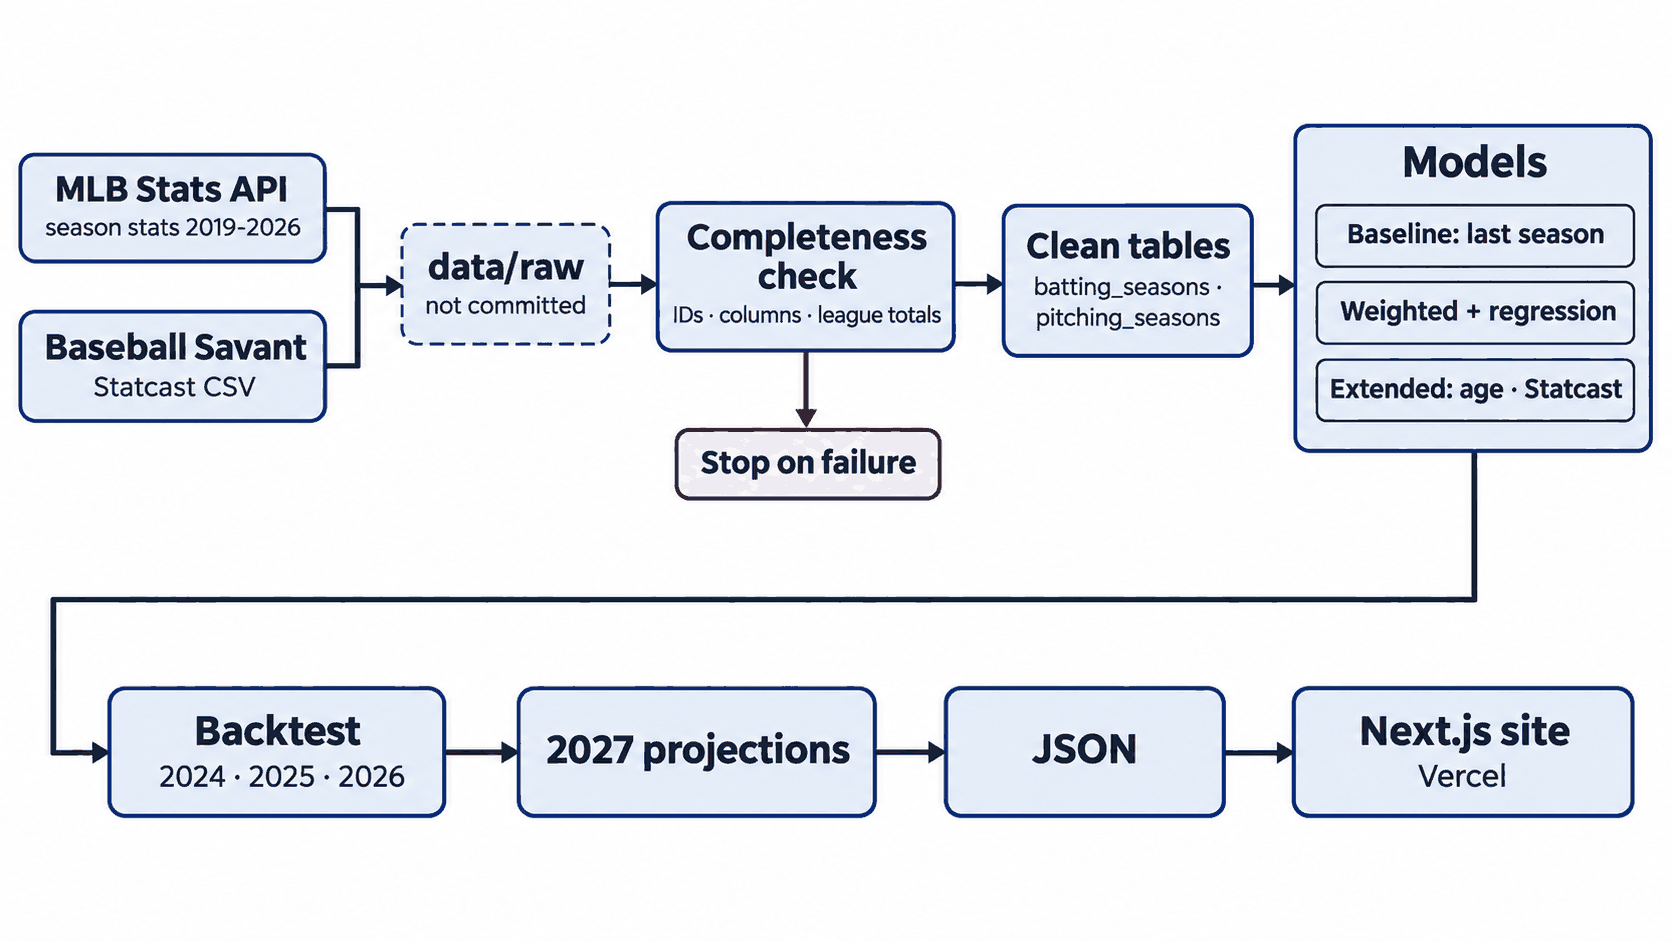 MLB Stats API
season stats 2019-2026
Baseball Savant
Statcast CSV
data/raw
not committed
Completeness
check
IDs · columns · league totals
Stop on failure
Clean tables
batting_seasons ·
pitching_seasons
Models
Baseline: last season
Weighted + regression
Extended: age · Statcast
Backtest
2024 · 2025 · 2026
2027 projections
JSON
Next.js site
Vercel